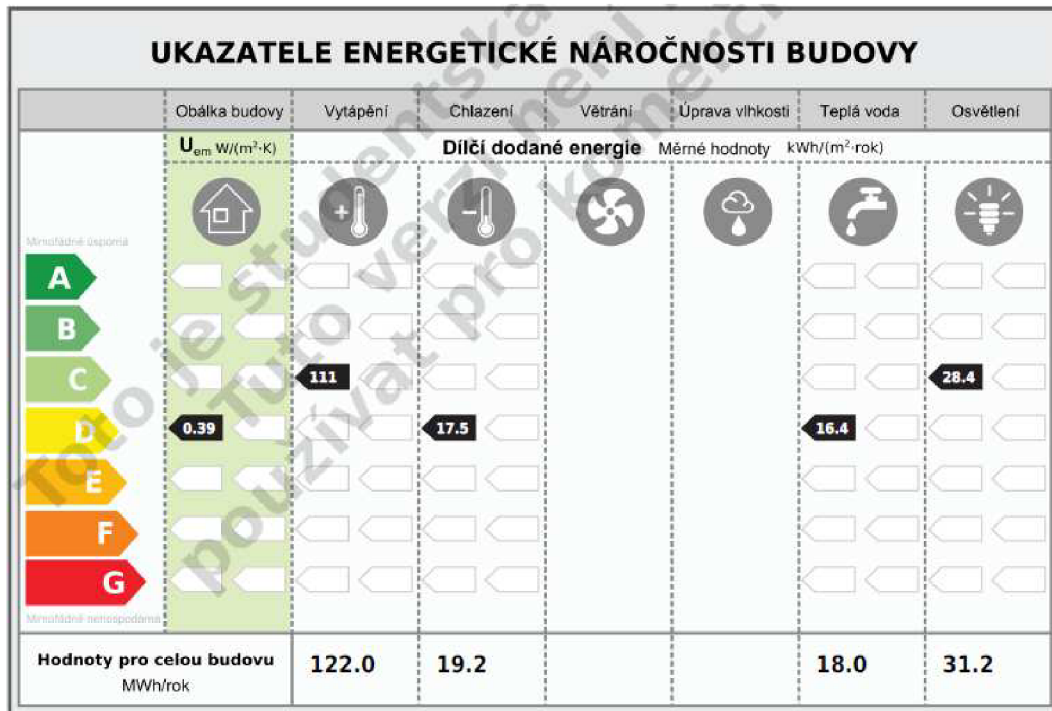 UKAZATELE ENERGETICKÉ NÁROČNOSTI BUDOVY
Obálka budovy Vytápění Chlazení Větrání Úprava vlhkosti Teplá voda Osvětlení
Uem W/(m²·K) Dílčí dodané energie Měrné hodnoty kWh/(m²·rok)
Mimořádně úsporná
A
B
C 111 28.4
D 0.39 17.5 16.4
E
F
G
Mimořádně nehospodárná
Hodnoty pro celou budovu 122.0 19.2 18.0 31.2
MWh/rok
Toto je studentská
Tuto verzi není
používat pro komerč